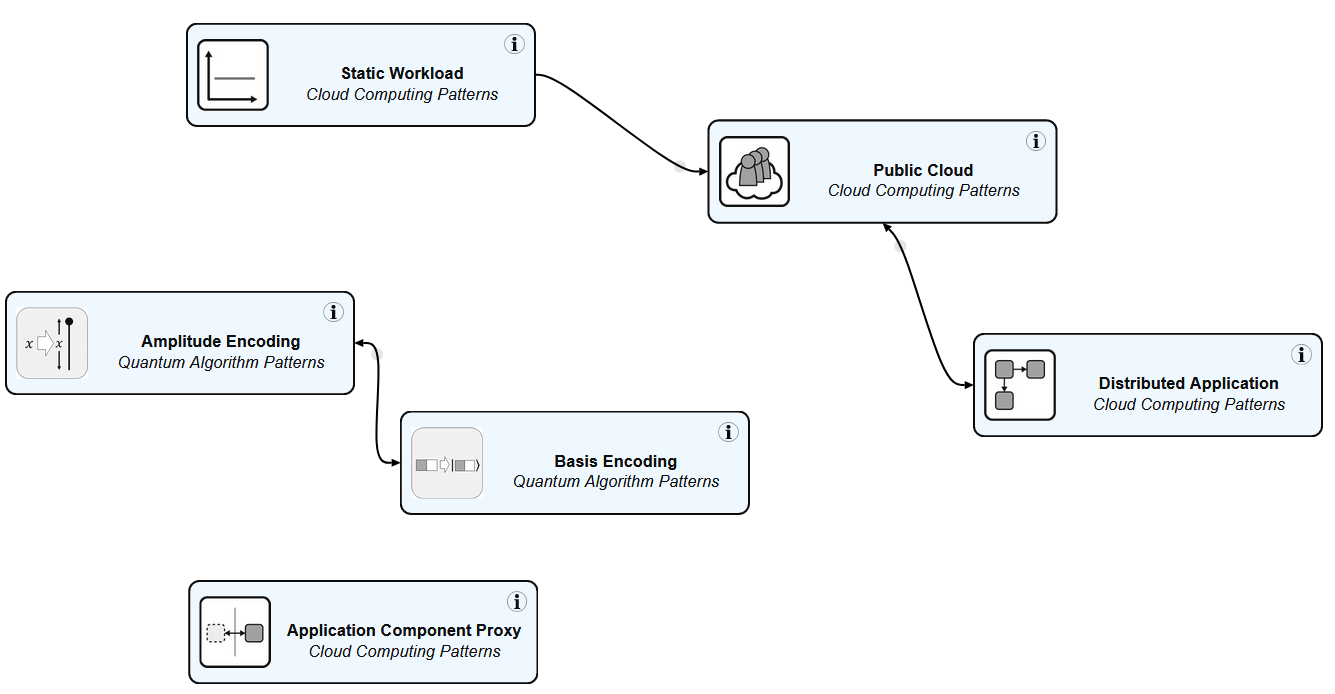 i
Static Workload
Cloud Computing Patterns
i
Public Cloud
Cloud Computing Patterns
i
x x
Amplitude Encoding
Quantum Algorithm Patterns
i
Distributed Application
Cloud Computing Patterns
i
Basis Encoding
Quantum Algorithm Patterns
i
Application Component Proxy
Cloud Computing Patterns